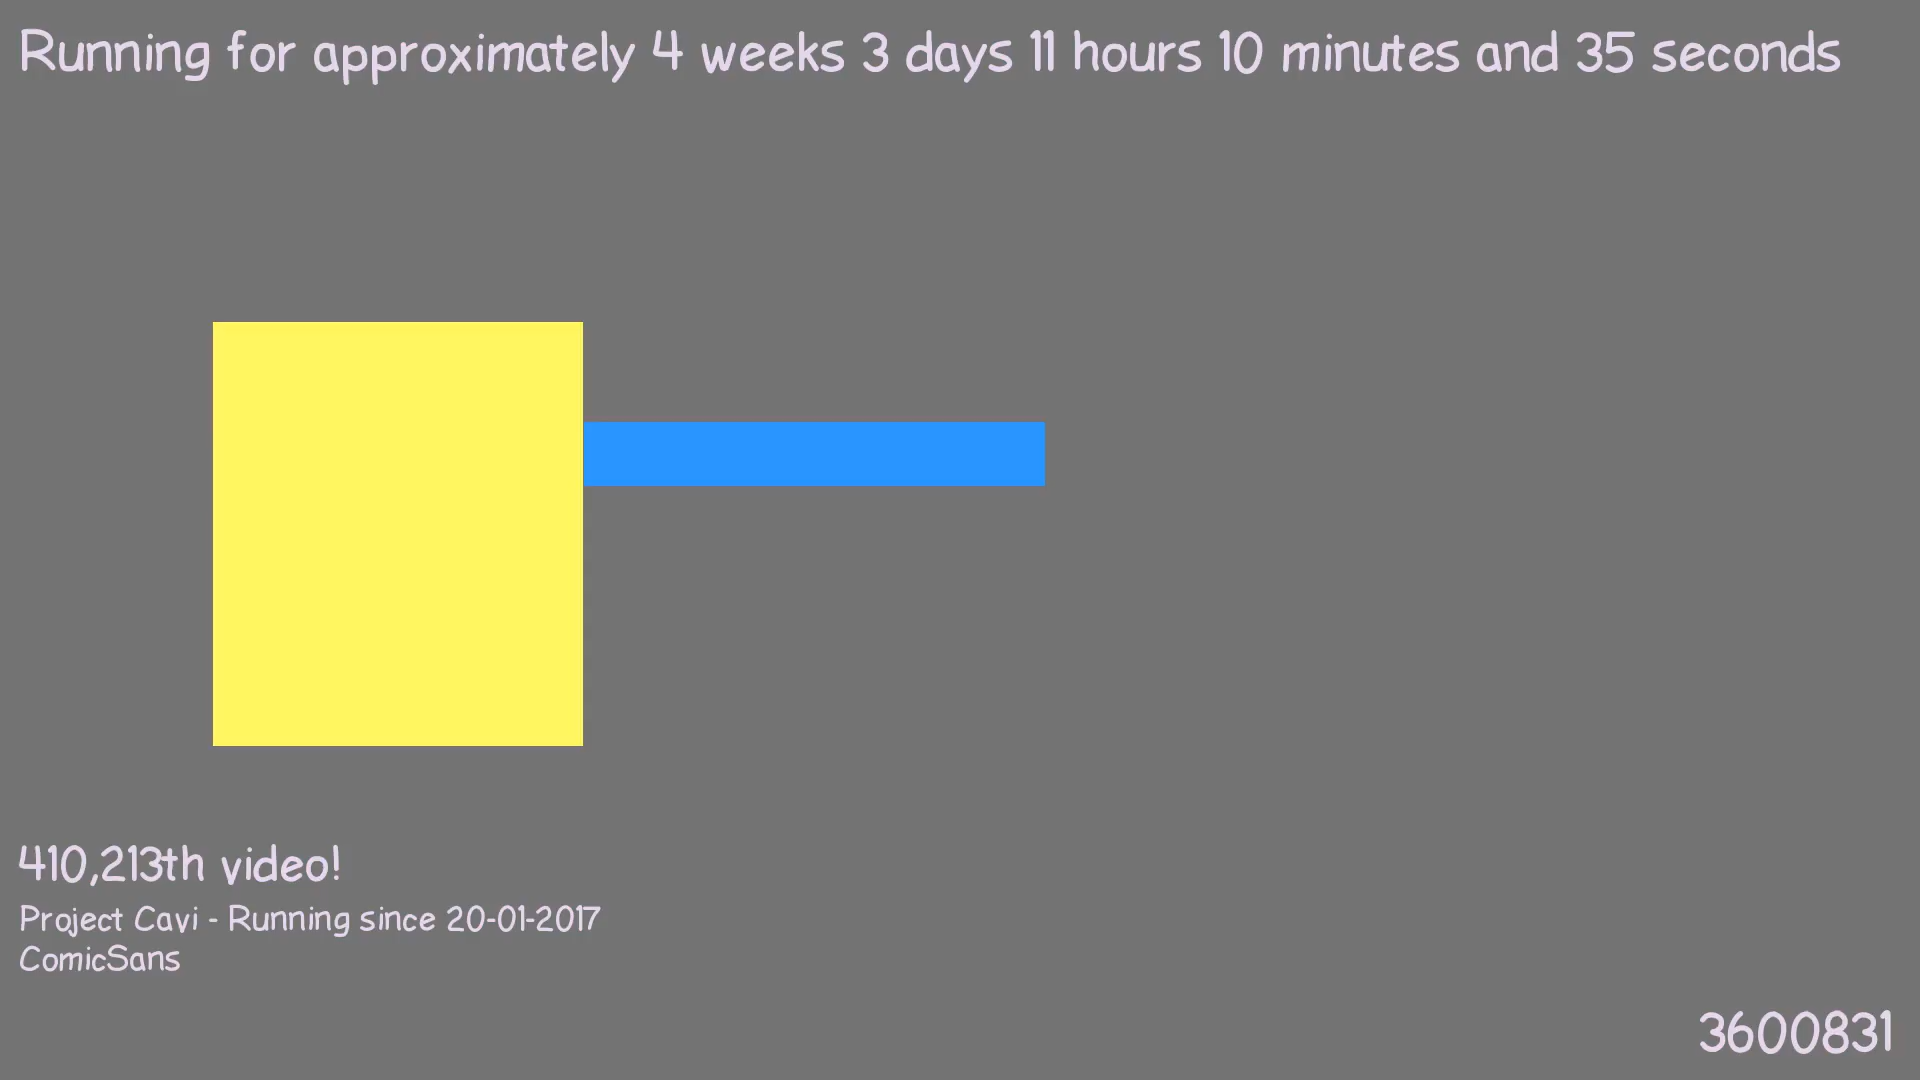 Running for approximately 4 weeks 3 days 11 hours 10 minutes and 35 seconds
410,213th video!
Project Cavi - Running since 20-01-2017
ComicSans
3600831